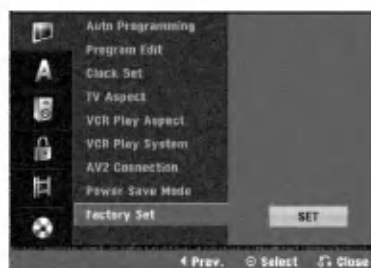 Auto Programming
Program Edit
Clock Set
TV Aspect
VCR Play Aspect
VCR Play System
AV2 Connection
Power Save Mode
Factory Set SET
Prev. Select Close